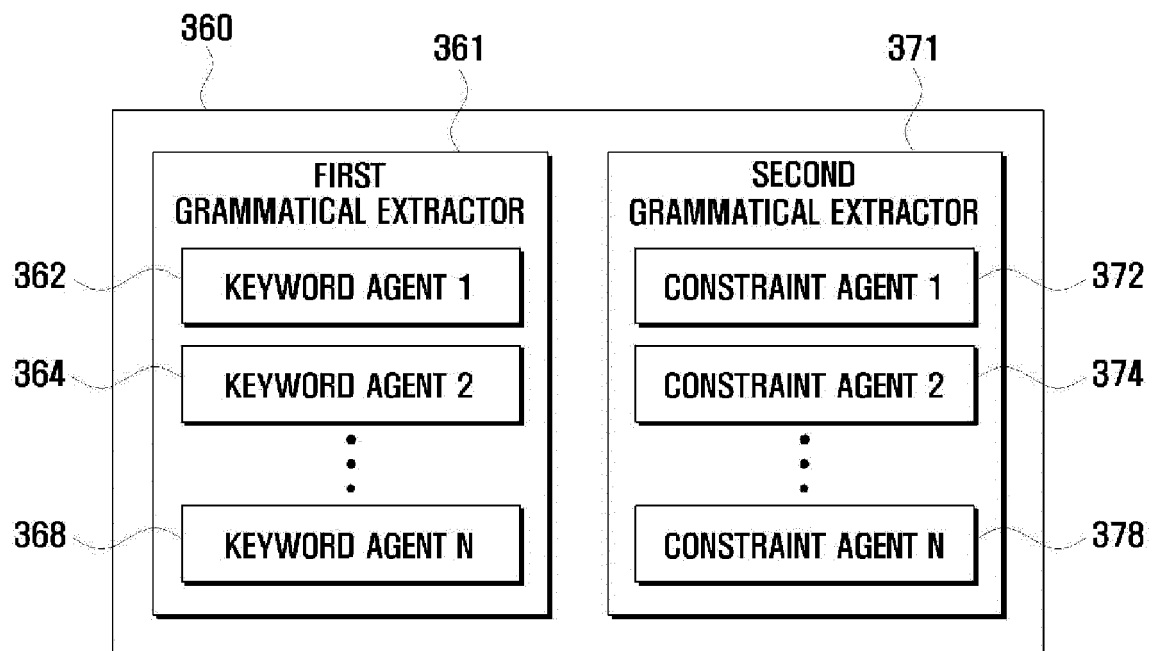 360
361
371
FIRST
GRAMMATICAL EXTRACTOR
SECOND
GRAMMATICAL EXTRACTOR
362
KEYWORD AGENT 1
CONSTRAINT AGENT 1
372
364
KEYWORD AGENT 2
CONSTRAINT AGENT 2
374
368
KEYWORD AGENT N
CONSTRAINT AGENT N
378